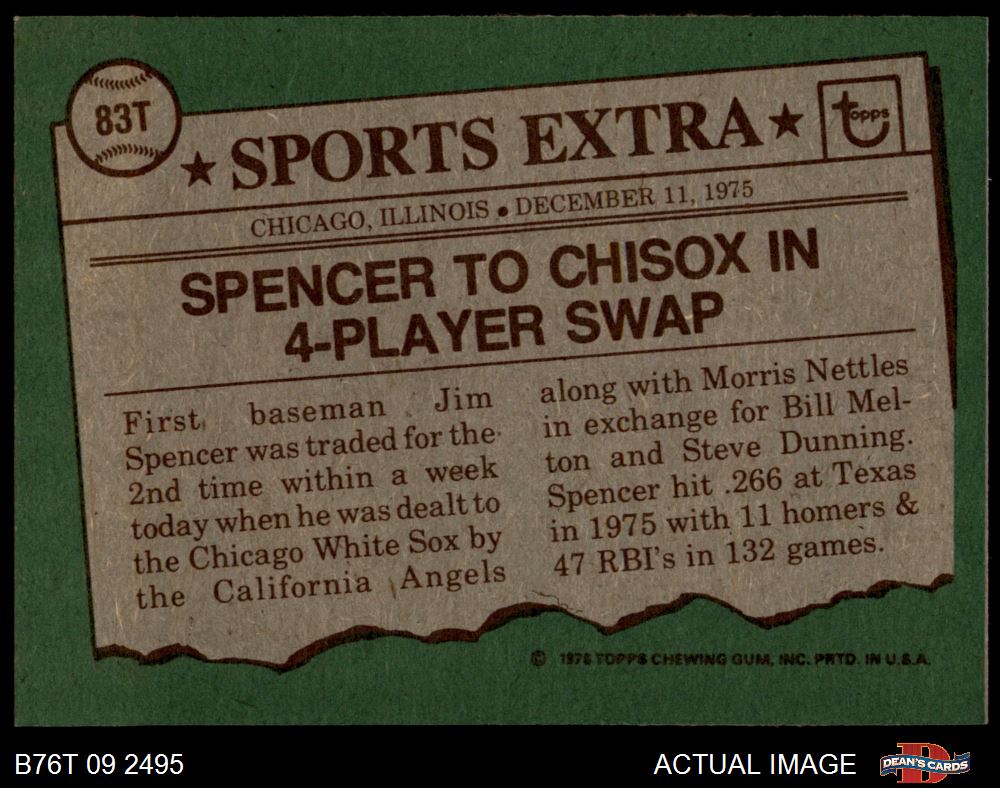 83T
★ SPORTS EXTRA ★
topps
CHICAGO, ILLINOIS • DECEMBER 11, 1975
SPENCER TO CHISOX IN
4-PLAYER SWAP
First baseman Jim
Spencer was traded for the
2nd time within a week
today when he was dealt to
the Chicago White Sox by
the California Angels
along with Morris Nettles
in exchange for Bill Mel-
ton and Steve Dunning.
Spencer hit .266 at Texas
in 1975 with 11 homers &
47 RBI's in 132 games.
© 1976 TOPPS CHEWING GUM, INC. PRTD. IN U.S.A.
B76T 09 2495
ACTUAL IMAGE
DEAN'S CARDS